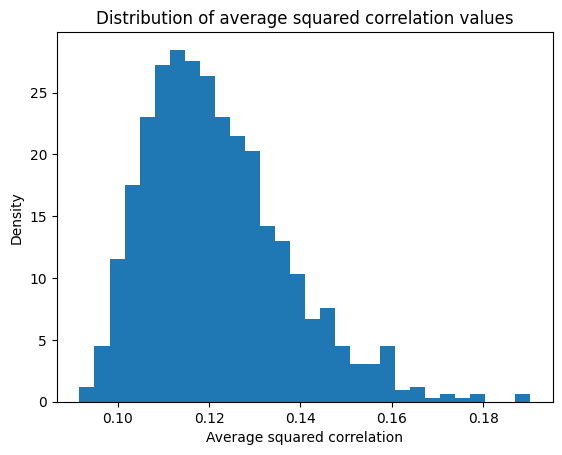 Distribution of average squared correlation values
Density
25
20
15
10
5
0
0.10 0.12 0.14 0.16 0.18
Average squared correlation